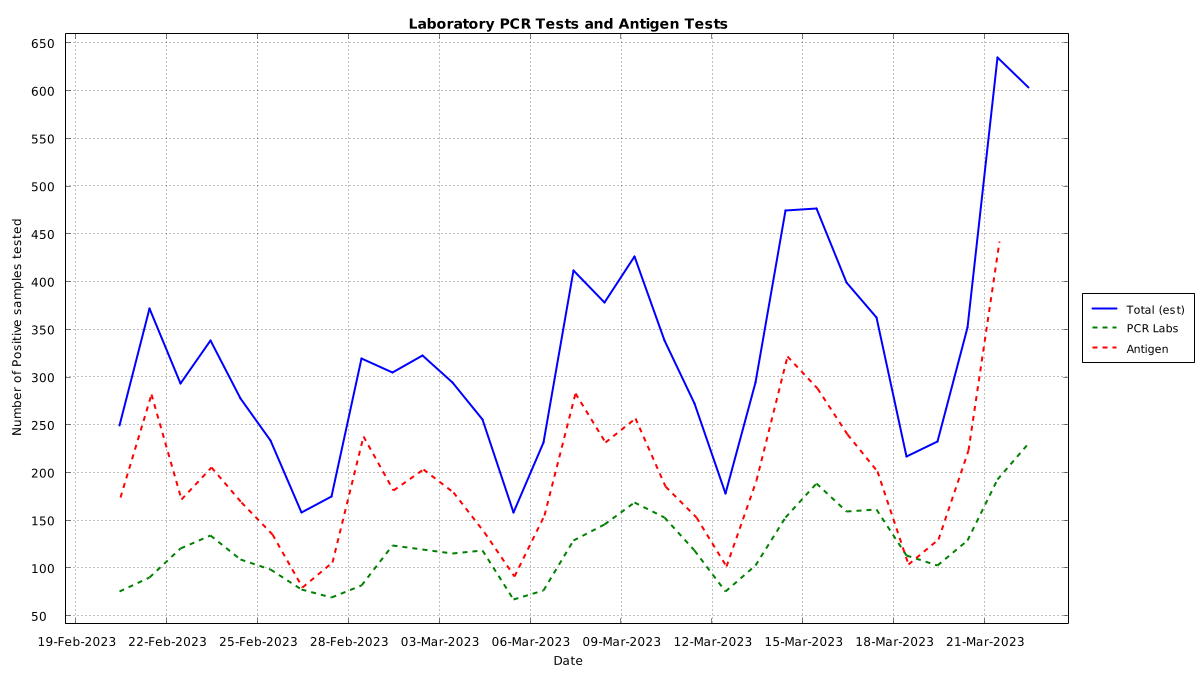 Laboratory PCR Tests and Antigen Tests
650
600
550
500
450
400
350
300
250
200
150
100
50
Number of Positive samples tested
19-Feb-2023 22-Feb-2023 25-Feb-2023 28-Feb-2023 03-Mar-2023 06-Mar-2023 09-Mar-2023 12-Mar-2023 15-Mar-2023 18-Mar-2023 21-Mar-2023
Date
Total (est)
PCR Labs
Antigen